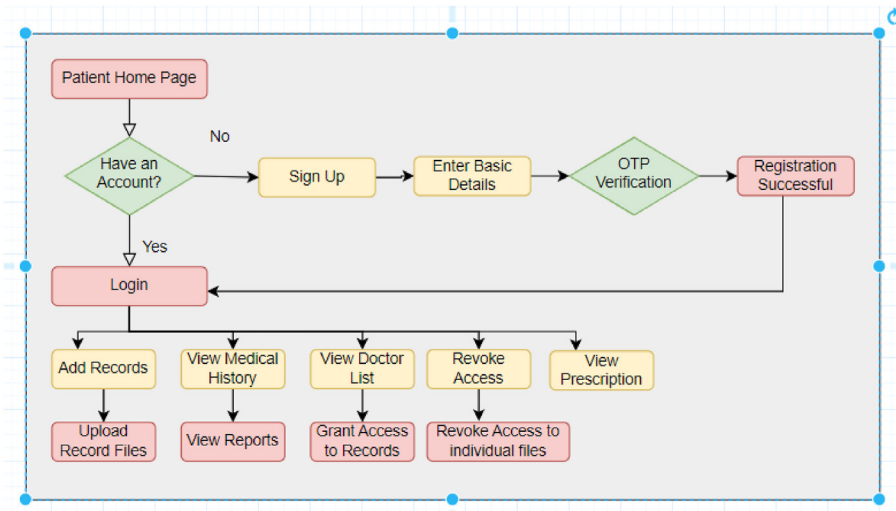 Patient Home Page
No
Have an
Account?
Sign Up
Enter Basic
Details
OTP
Verification
Registration
Successful
Yes
Login
Add Records
View Medical
History
View Doctor
List
Revoke
Access
View
Prescription
Upload
Record Files
View Reports
Grant Access
to Records
Revoke Access to
individual files